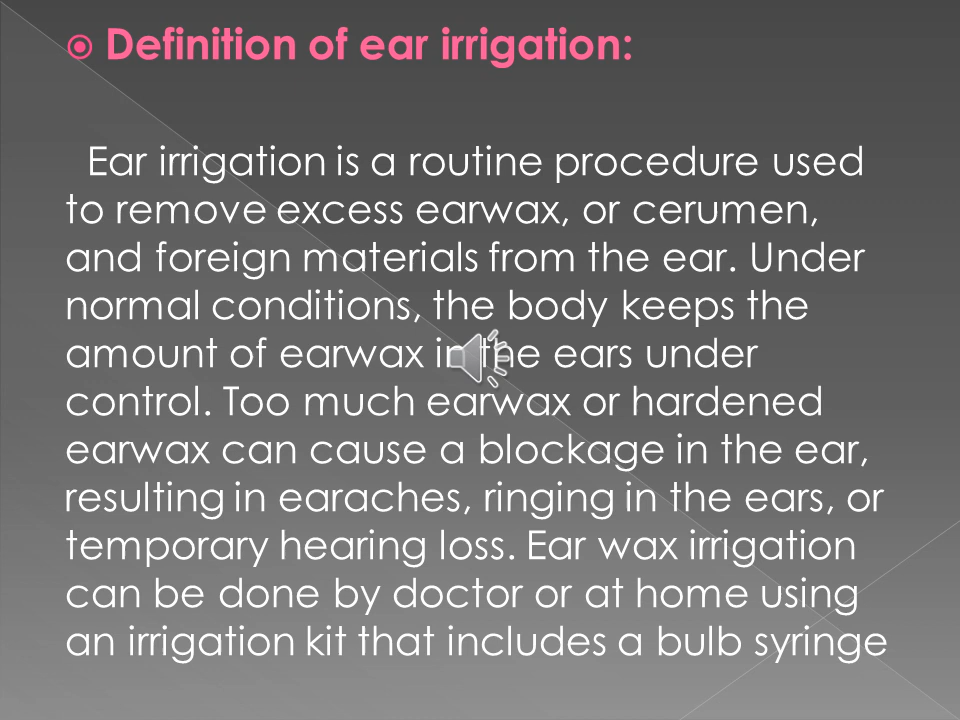 Definition of ear irrigation:
Ear irrigation is a routine procedure used
to remove excess earwax, or cerumen,
and foreign materials from the ear. Under
normal conditions, the body keeps the
amount of earwax in the ears under
control. Too much earwax or hardened
earwax can cause a blockage in the ear,
resulting in earaches, ringing in the ears, or
temporary hearing loss. Ear wax irrigation
can be done by doctor or at home using
an irrigation kit that includes a bulb syringe